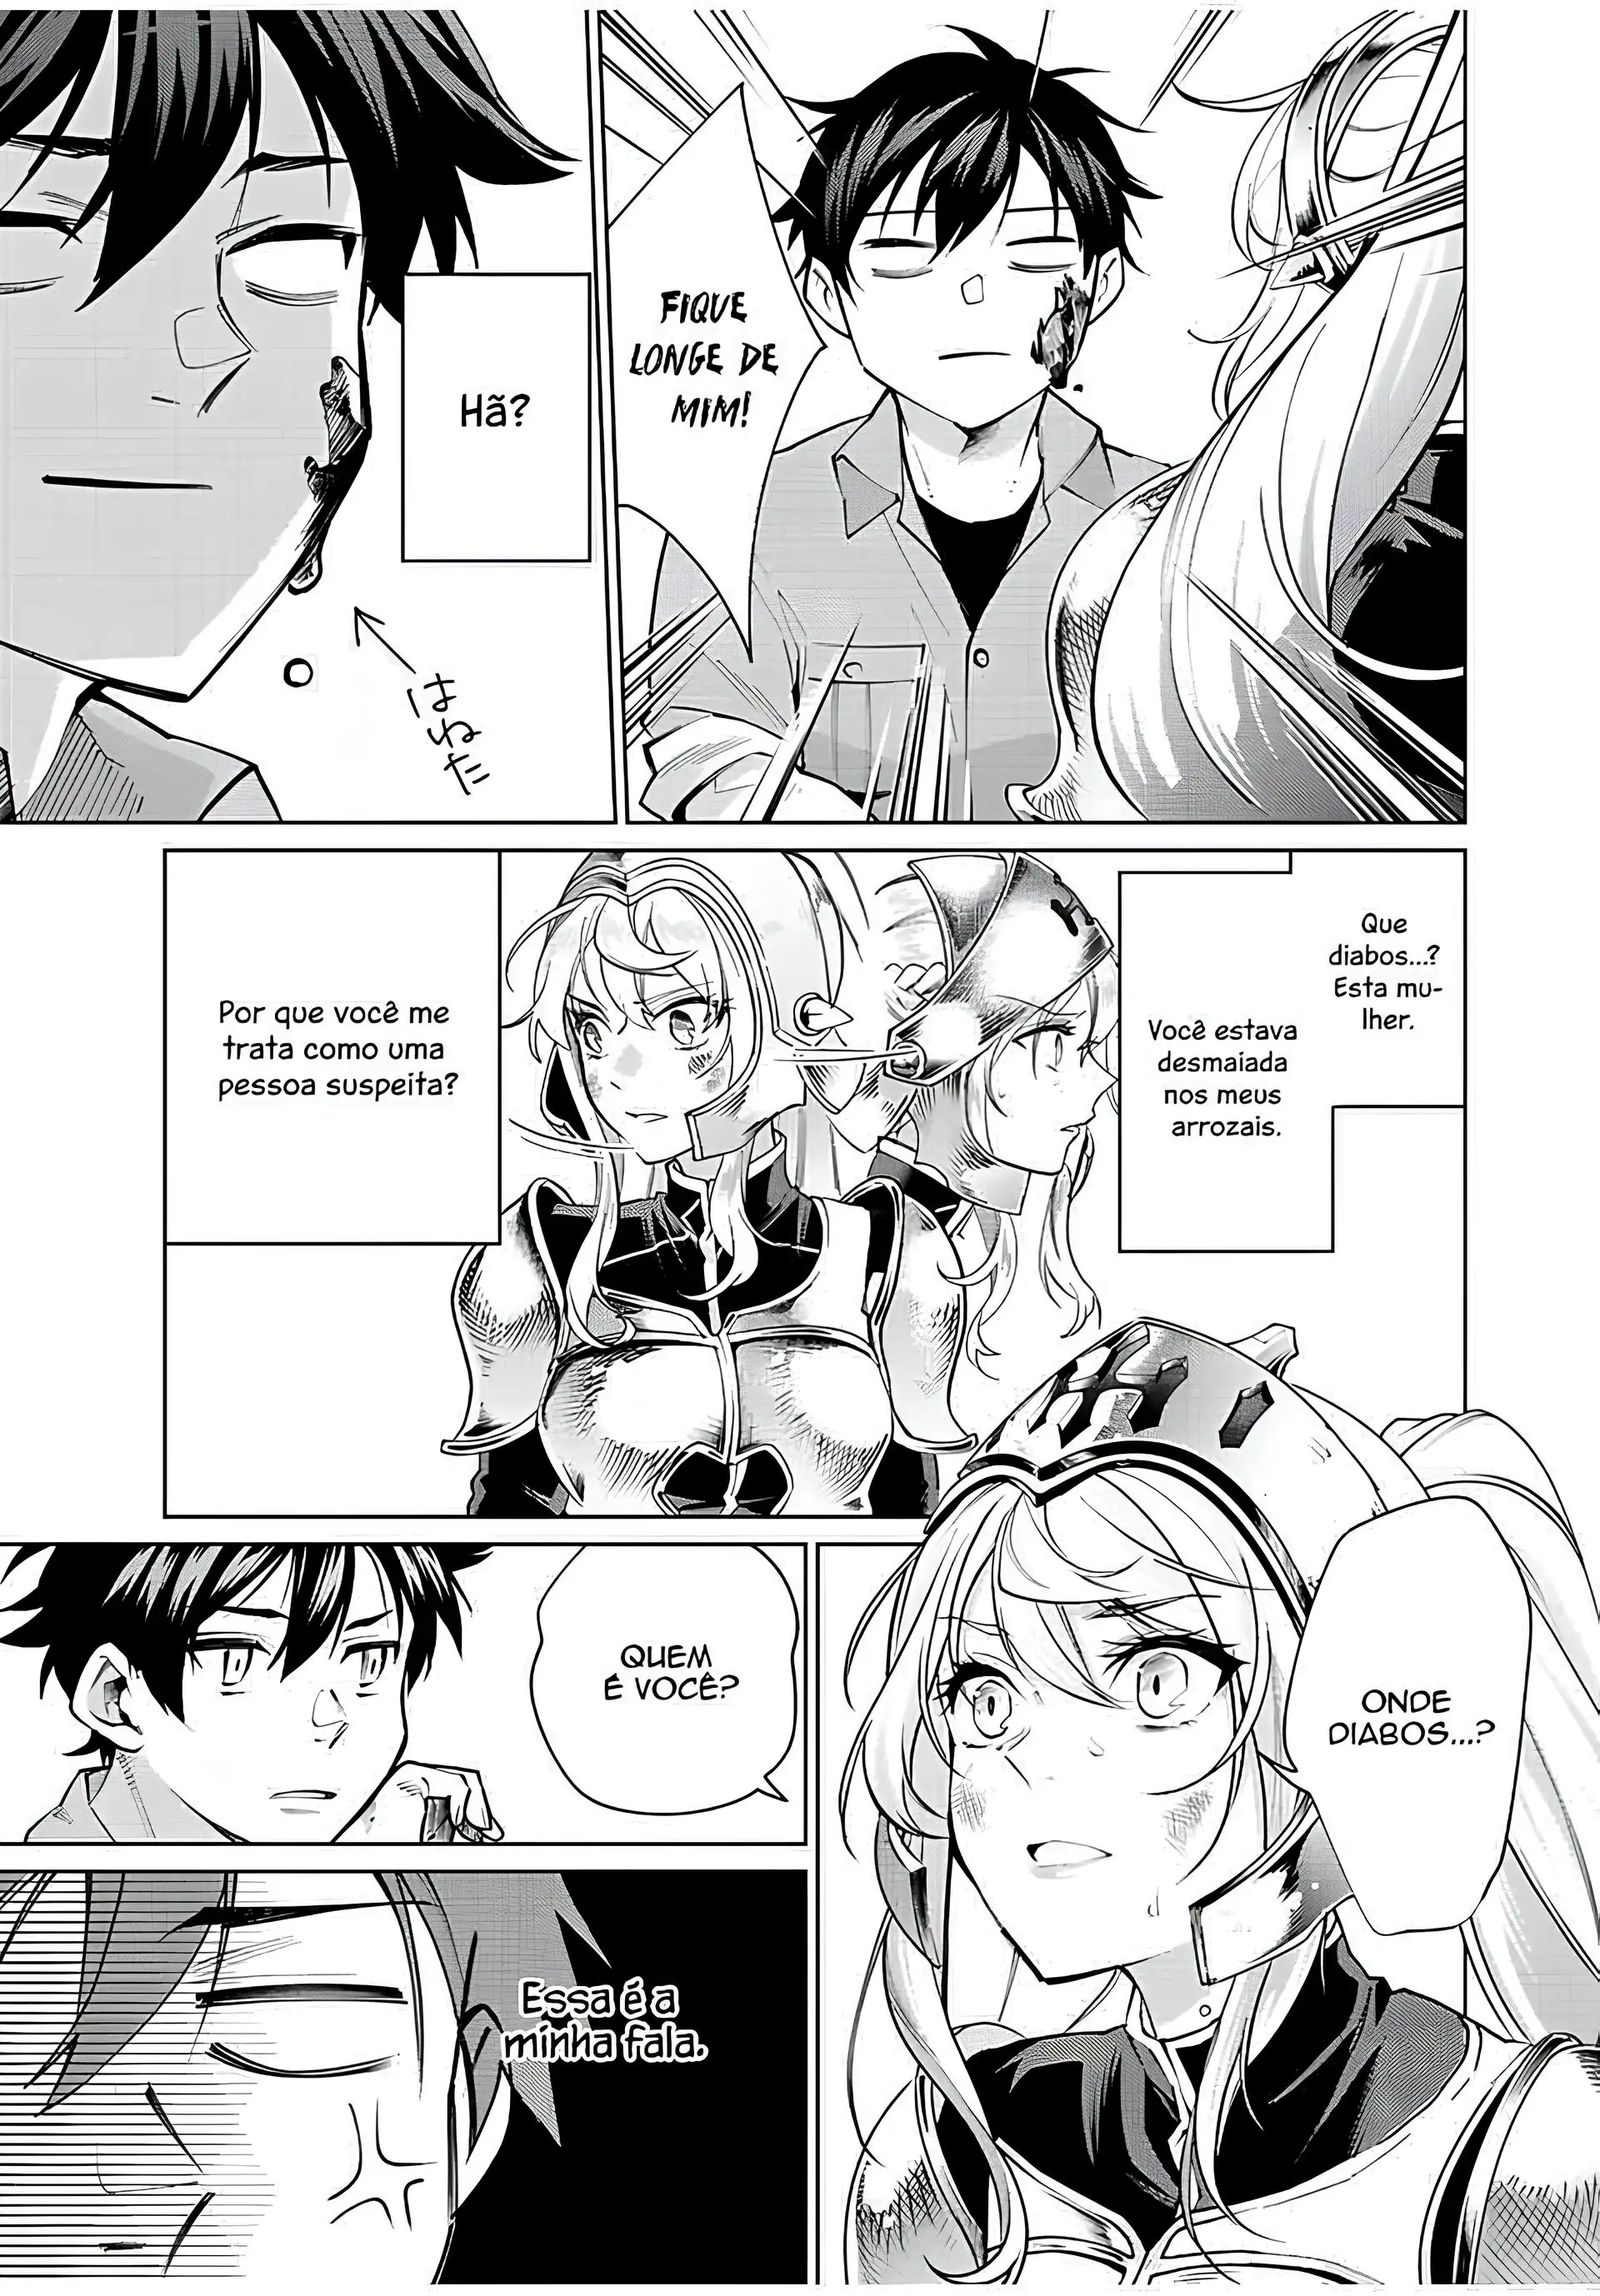 FIQUE
LONGE DE
MIM!
Hã?
はねた
Que
diabos...?
Esta mu-
lher.
Você estava
desmaiada
nos meus
arrozais.
Por que você me
trata como uma
pessoa suspeita?
ONDE
DIABOS...?
QUEM
É VOCÊ?
Essa é a
minha fala.